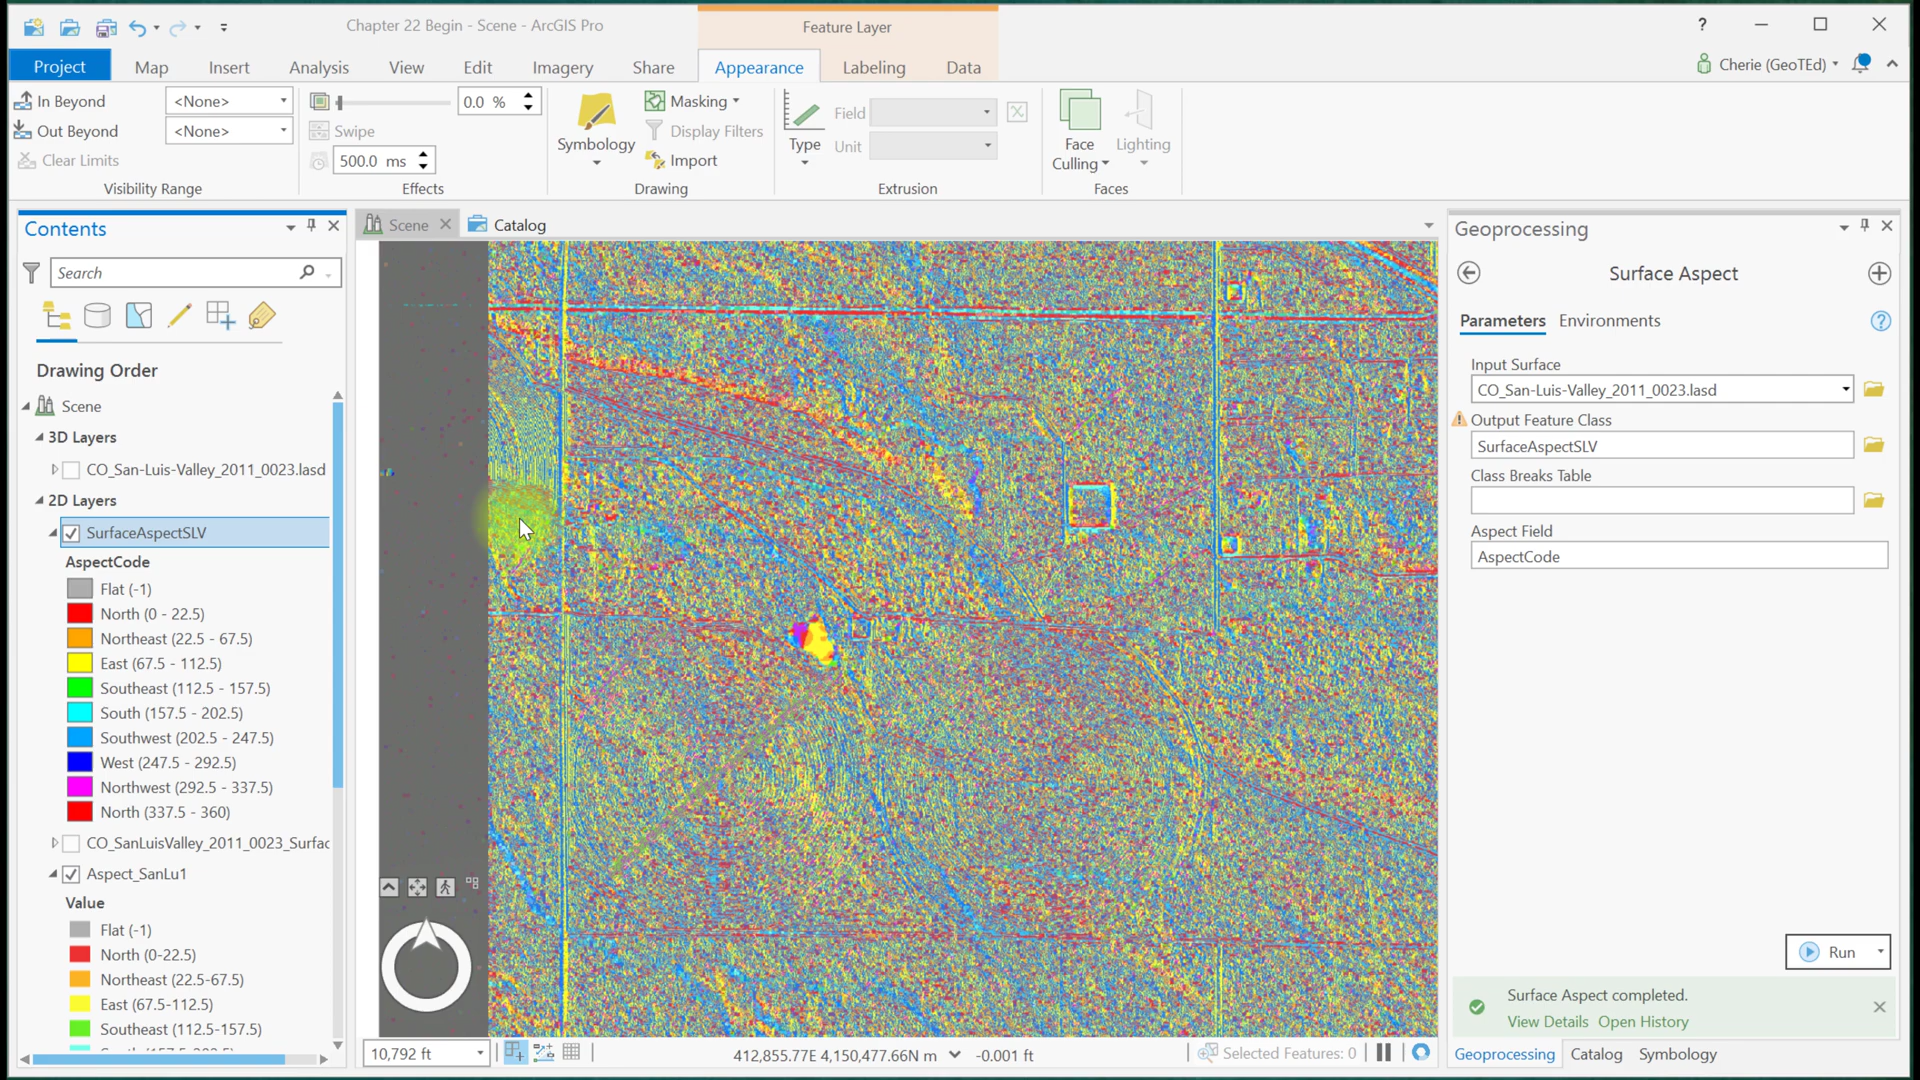 Chapter 22 Begin - Scene - ArcGIS Pro
Feature Layer
?
Project
Map
Insert
Analysis
View
Edit
Imagery
Share
Appearance
Labeling
Data
Cherie (GeoTEd)
In Beyond
<None>
Out Beyond
<None>
Clear Limits
Visibility Range
0.0 %
Swipe
500.0 ms
Effects
Symbology
Masking
Display Filters
Import
Drawing
Type
Field
Unit
Extrusion
Face
Culling
Lighting
Faces
Contents
Search
Drawing Order
Scene
3D Layers
CO_San-Luis-Valley_2011_0023.lasd
2D Layers
SurfaceAspectSLV
AspectCode
Flat (-1)
North (0 - 22.5)
Northeast (22.5 - 67.5)
East (67.5 - 112.5)
Southeast (112.5 - 157.5)
South (157.5 - 202.5)
Southwest (202.5 - 247.5)
West (247.5 - 292.5)
Northwest (292.5 - 337.5)
North (337.5 - 360)
CO_SanLuisValley_2011_0023_Surfac
Aspect_SanLu1
Value
Flat (-1)
North (0-22.5)
Northeast (22.5-67.5)
East (67.5-112.5)
Southeast (112.5-157.5)
Scene
Catalog
10,792 ft
412,855.77E 4,150,477.66N m
-0.001 ft
Selected Features: 0
Geoprocessing
Surface Aspect
Parameters
Environments
?
Input Surface
CO_San-Luis-Valley_2011_0023.lasd
Output Feature Class
SurfaceAspectSLV
Class Breaks Table
Aspect Field
AspectCode
Run
Surface Aspect completed.
View Details Open History
Geoprocessing
Catalog
Symbology